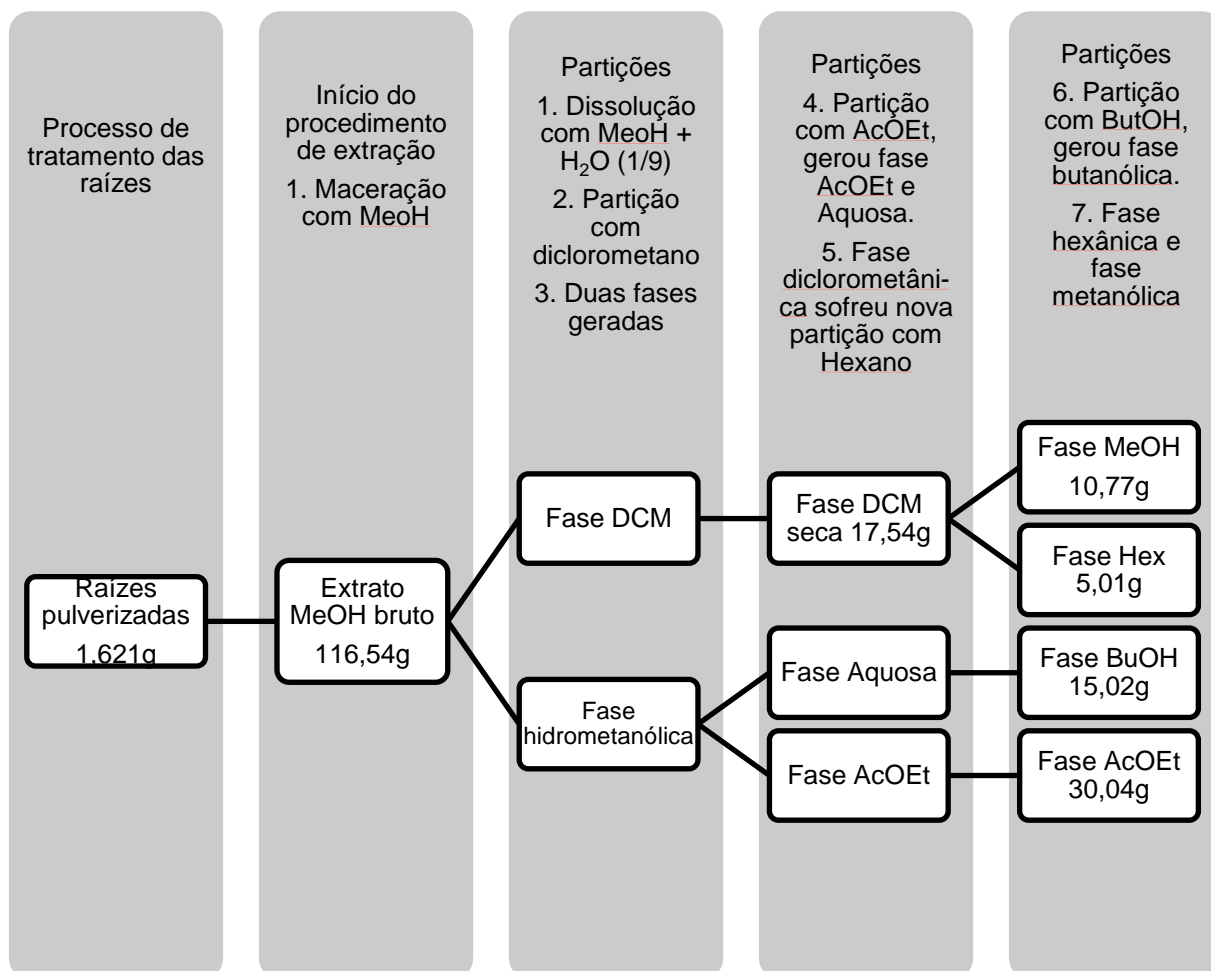 Processo de
tratamento das
raízes
Início do
procedimento
de extração
1. Maceração
com MeoH
Partições
1. Dissolução
com MeoH +
H₂O (1/9)
2. Partição
com
diclorometano
3. Duas fases
geradas
Partições
4. Partição
com AcOEt,
gerou fase
AcOEt e
Aquosa.
5. Fase
diclorometâni-
ca sofreu nova
partição com
Hexano
Partições
6. Partição
com ButOH,
gerou fase
butanólica.
7. Fase
hexânica e
fase
metanólica
Raízes
pulverizadas
1.621g
Extrato
MeOH bruto
116,54g
Fase DCM
Fase
hidrometanólica
Fase DCM
seca 17,54g
Fase Aquosa
Fase AcOEt
Fase MeOH
10,77g
Fase Hex
5,01g
Fase BuOH
15,02g
Fase AcOEt
30,04g